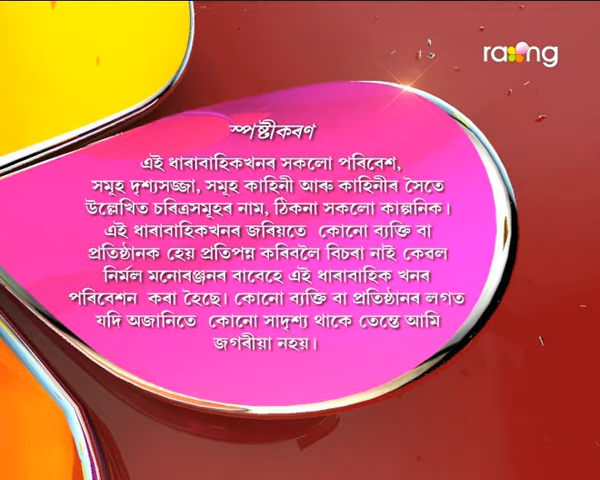 rang
স্পষ্টীকৰণ
এই ধাৰাবাহিকখনৰ সকলো পৰিবেশ,
সমূহ দৃশ্যসজ্জা, সমূহ কাহিনী আৰু কাহিনীৰ সৈতে
উল্লেখিত চৰিত্ৰসমূহৰ নাম, ঠিকনা সকলো কাল্পনিক।
এই ধাৰাবাহিকখনৰ জৰিয়তে কোনো ব্যক্তি বা
প্ৰতিষ্ঠানক হেয় প্ৰতিপন্ন কৰিবলৈ বিচৰা নাই কেৱল
নিৰ্মল মনোৰঞ্জনৰ বাবেহে এই ধাৰাবাহিক খনৰ
পৰিবেশন কৰা হৈছে। কোনো ব্যক্তি বা প্ৰতিষ্ঠানৰ লগত
যদি অজানিতে কোনো সাদৃশ্য থাকে তেন্তে আমি
জগৰীয়া নহয়।